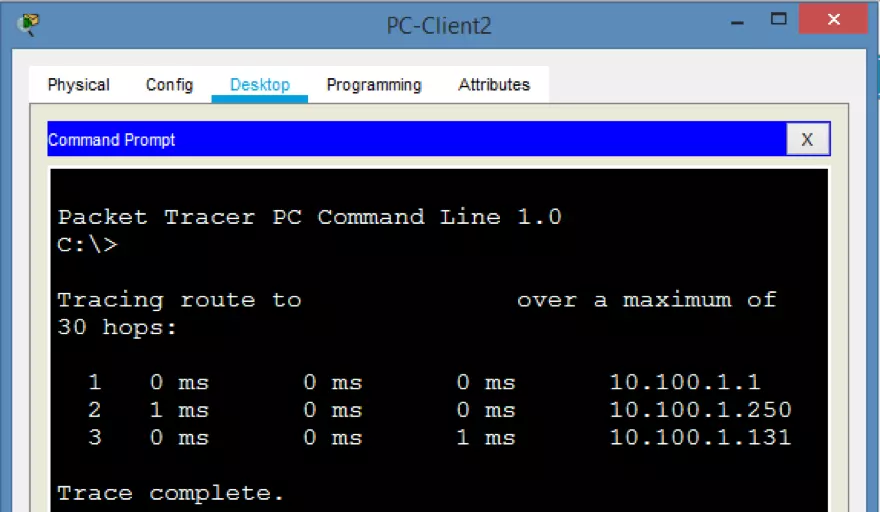 PC-Client2
Physical Config Desktop Programming Attributes
Command Prompt X
Packet Tracer PC Command Line 1.0
C:\>
Tracing route to over a maximum of
30 hops:
1 0 ms 0 ms 0 ms 10.100.1.1
2 1 ms 0 ms 0 ms 10.100.1.250
3 0 ms 0 ms 1 ms 10.100.1.131
Trace complete.